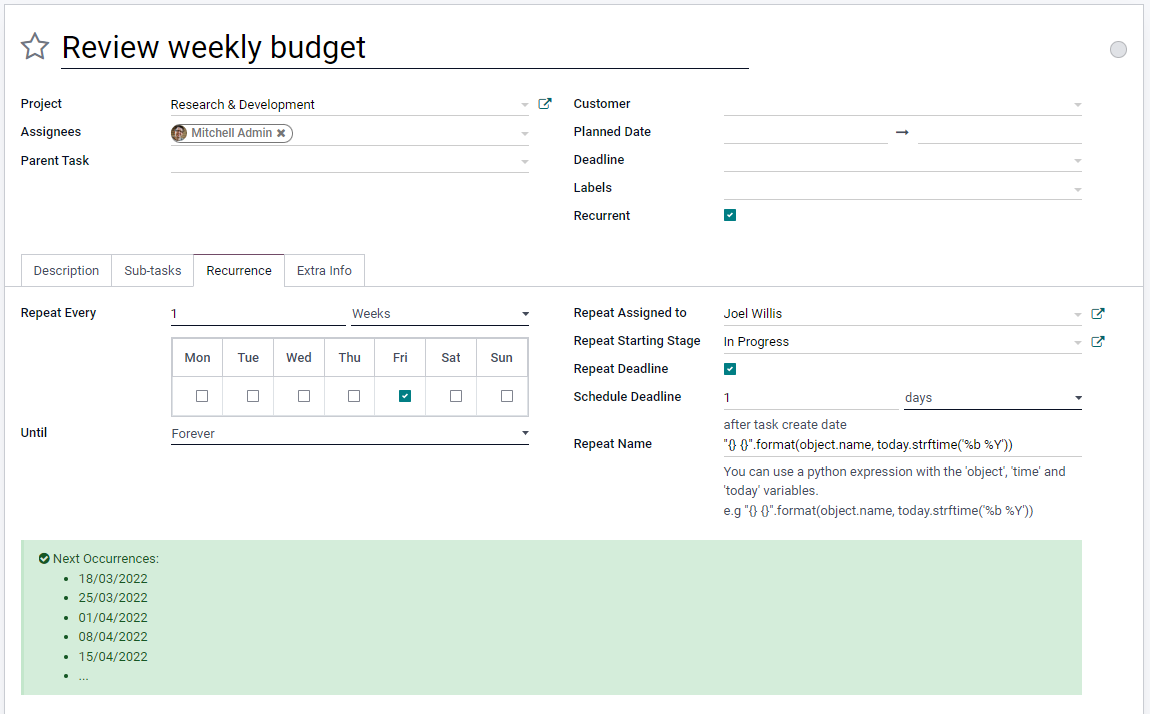 Review weekly budget
Project
Research & Development
Assignees
Mitchell Admin ✖
Parent Task
Customer
Planned Date
→
Deadline
Labels
Recurrent
Description
Sub-tasks
Recurrence
Extra Info
Repeat Every
1
Weeks
Mon Tue Wed Thu Fri Sat Sun
Until
Forever
Repeat Assigned to
Joel Willis
Repeat Starting Stage
In Progress
Repeat Deadline
Schedule Deadline
1
days
after task create date
Repeat Name
"{} {}".format(object.name, today.strftime('%b %Y'))
You can use a python expression with the 'object', 'time' and
'today' variables.
e.g "{} {}".format(object.name, today.strftime('%b %Y'))
Next Occurrences:
• 18/03/2022
• 25/03/2022
• 01/04/2022
• 08/04/2022
• 15/04/2022
• ...